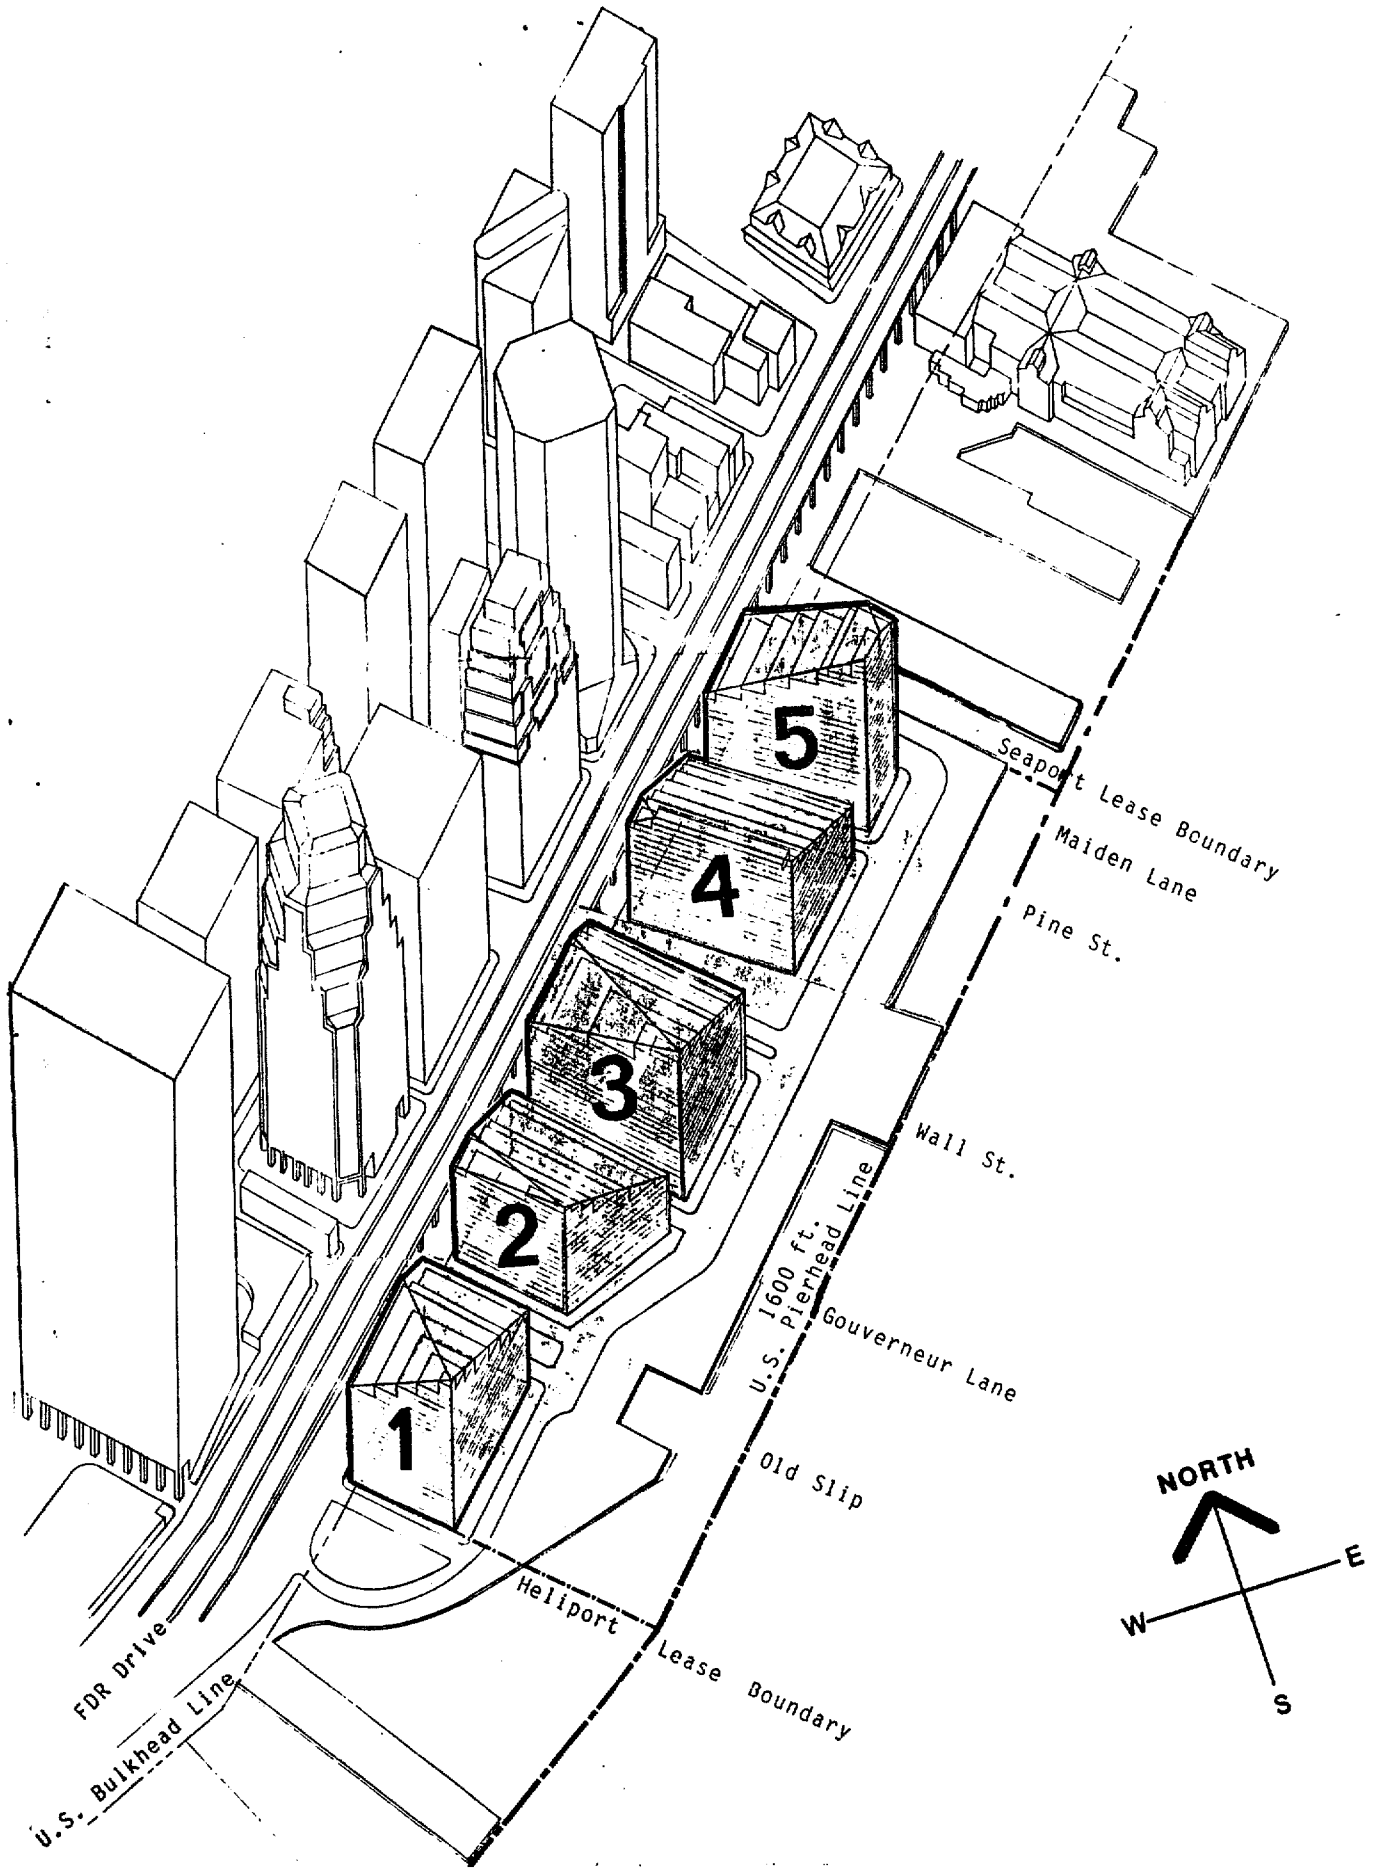 5
Seaport Lease Boundary
4
Maiden Lane
Pine St.
3
Wall St.
2
1600 ft.
U.S. Pierhead Line
Gouverneur Lane
1
Old Slip
NORTH
E
W
S
Heliport Lease Boundary
FDR Drive
U.S. Bulkhead Line